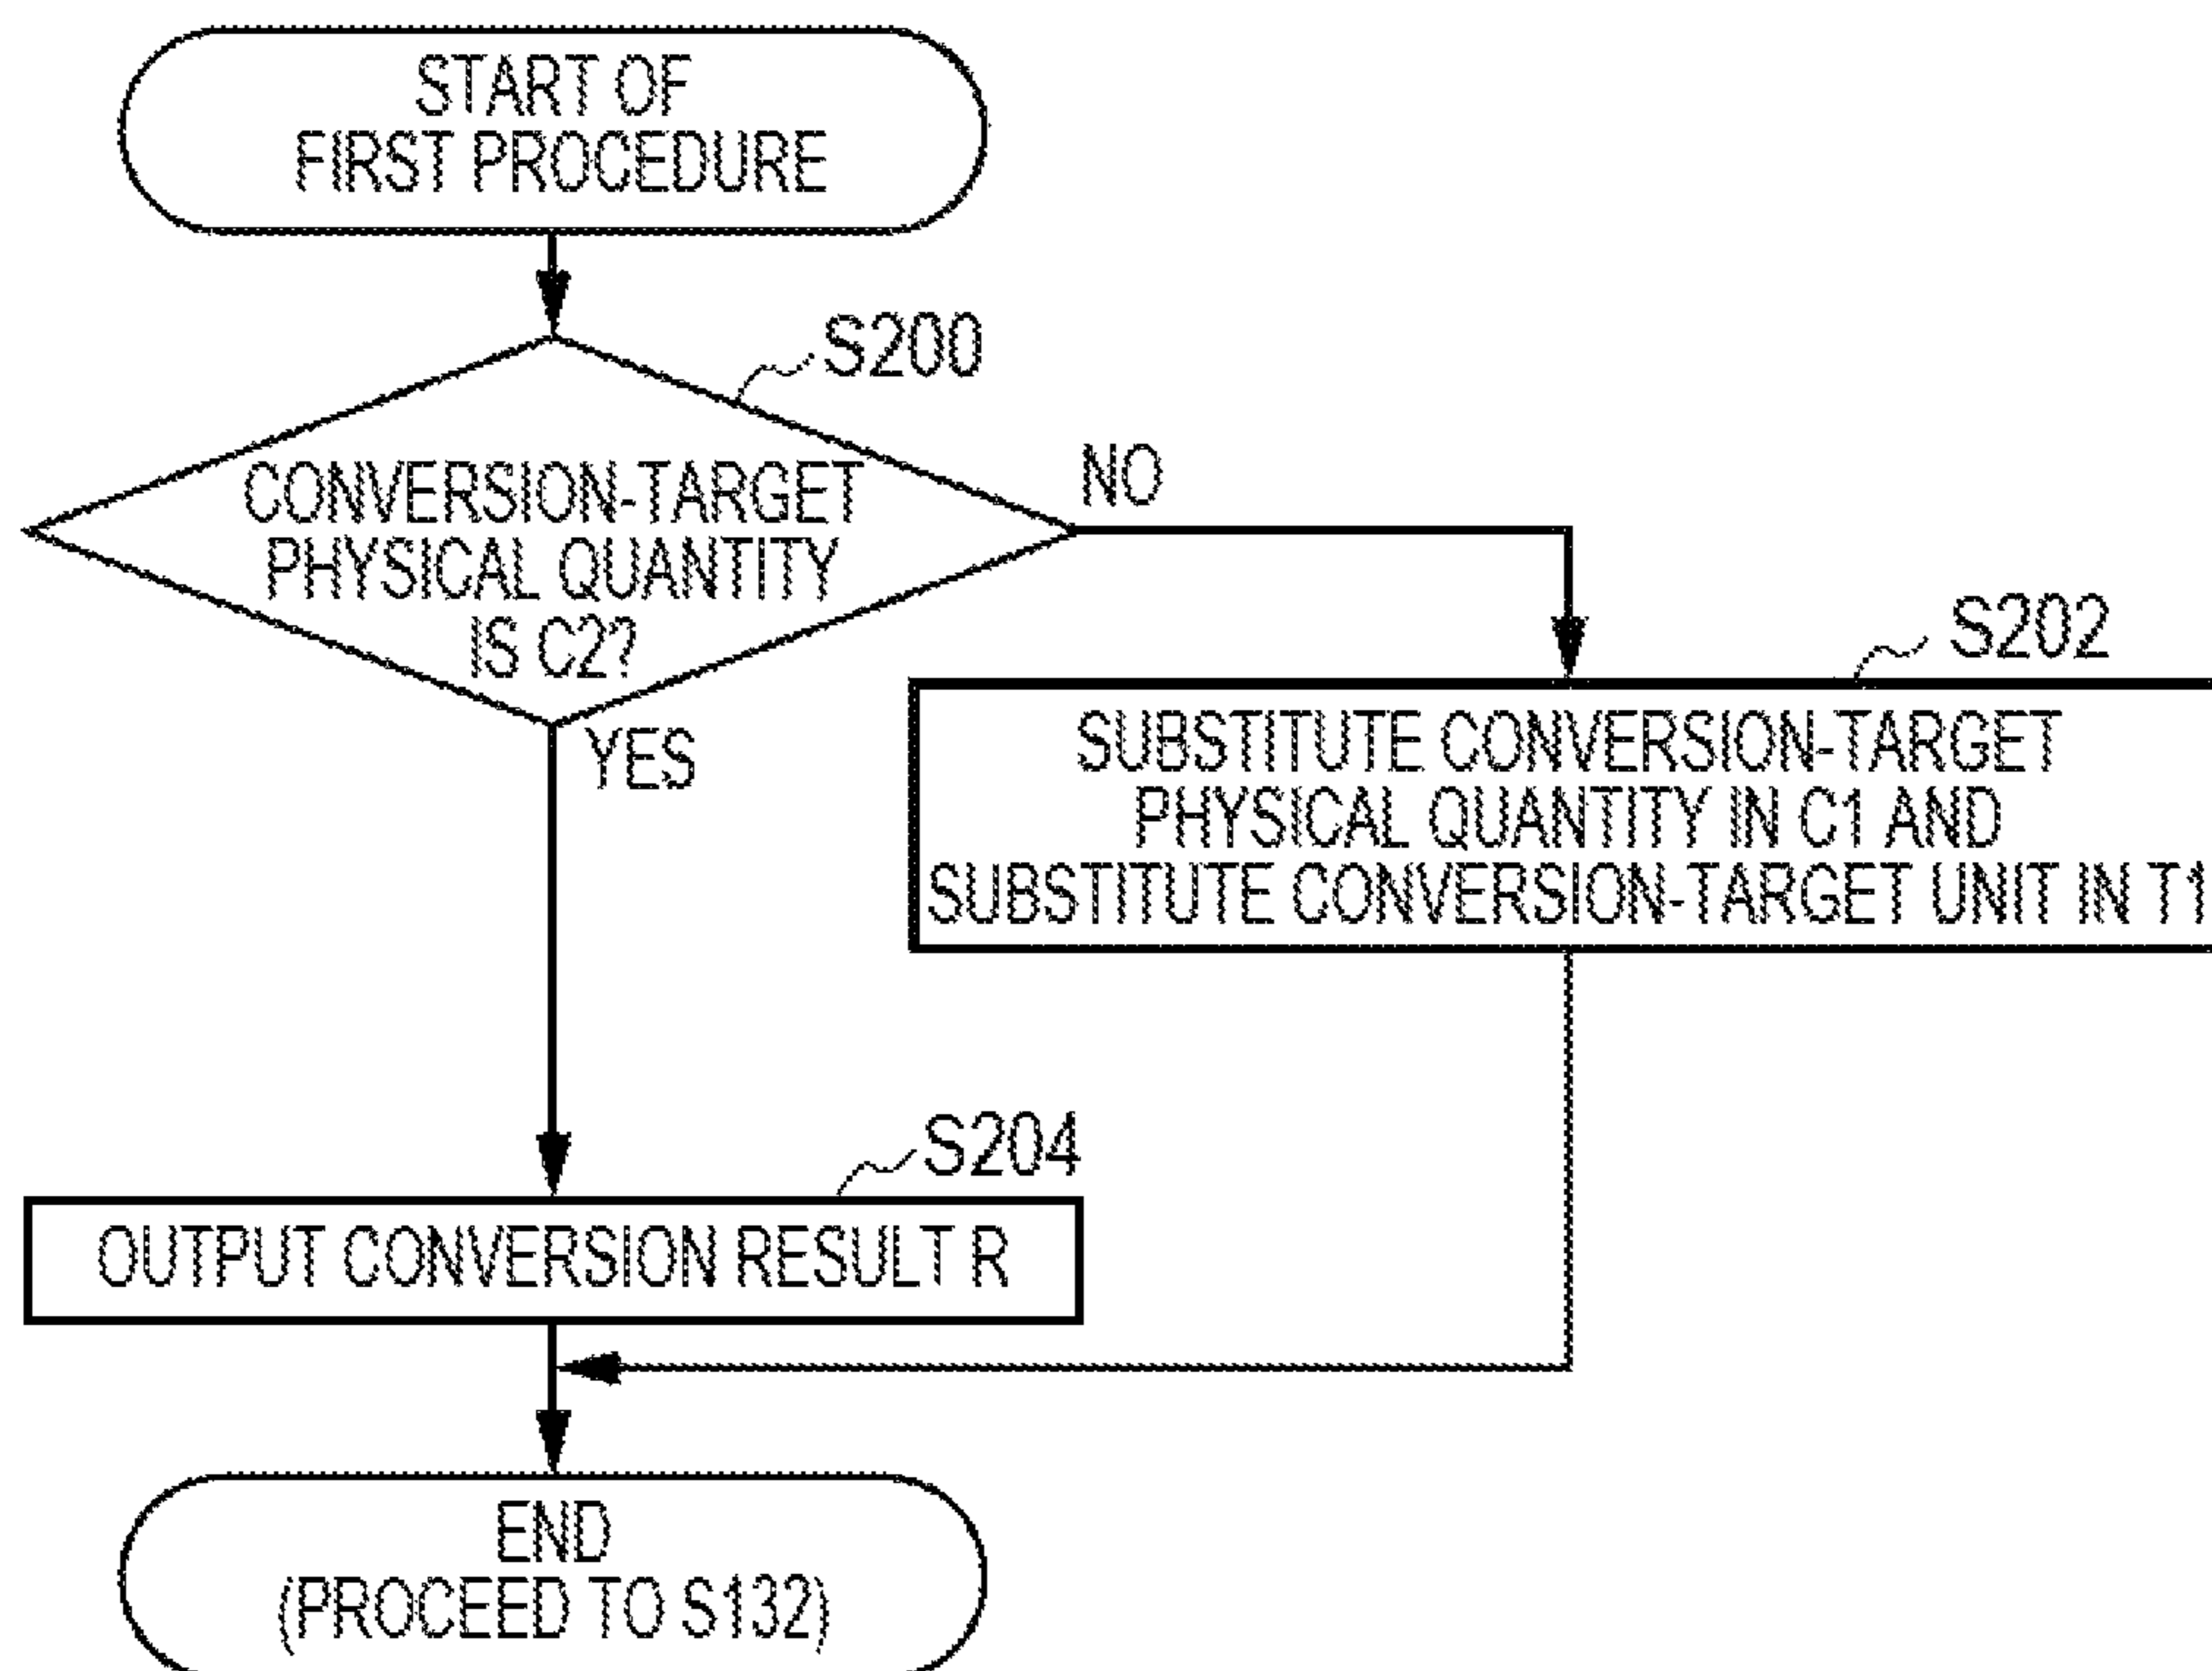 START OF
FIRST PROCEDURE
S200
CONVERSION-TARGET
PHYSICAL QUANTITY
IS C2?
NO
YES
S202
SUBSTITUTE CONVERSION-TARGET
PHYSICAL QUANTITY IN C1 AND
SUBSTITUTE CONVERSION-TARGET UNIT IN T1
S204
OUTPUT CONVERSION RESULT R
END
(PROCEED TO S132)